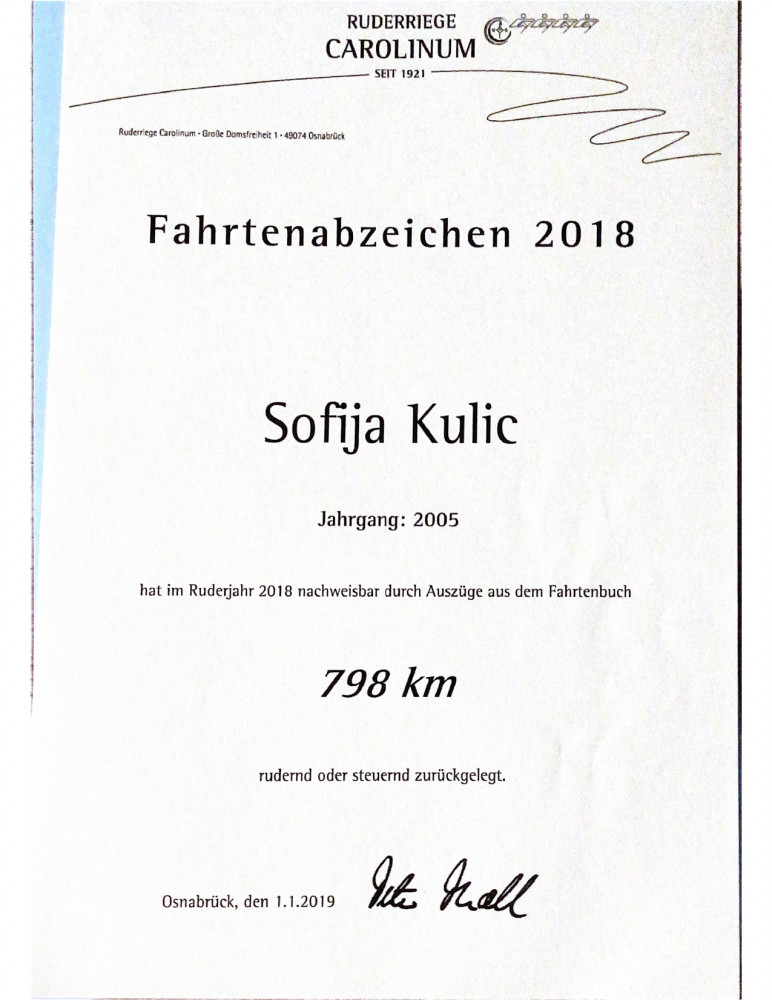 RUDERRIEGE
CAROLINUM
SEIT 1921
Ruderriege Carolinum • Große Domsfreiheit 1 • 49074 Osnabrück
Fahrtenabzeichen 2018
Sofija Kulic
Jahrgang: 2005
hat im Ruderjahr 2018 nachweisbar durch Auszüge aus dem Fahrtenbuch
798 km
rudernd oder steuernd zurückgelegt.
Osnabrück, den 1.1.2019